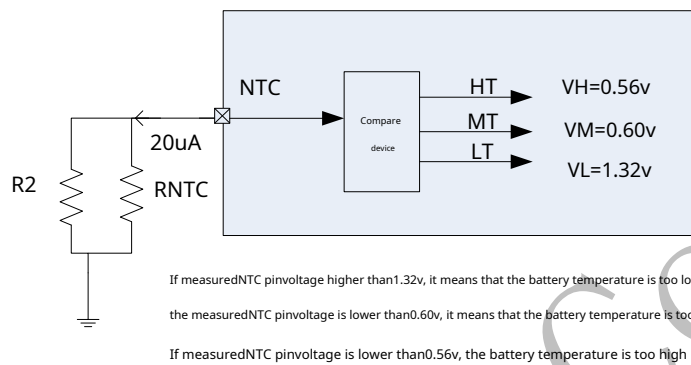 NTC
HT
VH=0.56v
Compare
device
MT
VM=0.60v
20uA
LT
VL=1.32v
R2
RNTC
If measuredNTC pinvoltage higher than1.32v, it means that the battery temperature is too lo
the measuredNTC pinvoltage is lower than0.60v, it means that the battery temperature is too
If measuredNTC pinvoltage is lower than0.56v, the battery temperature is too high